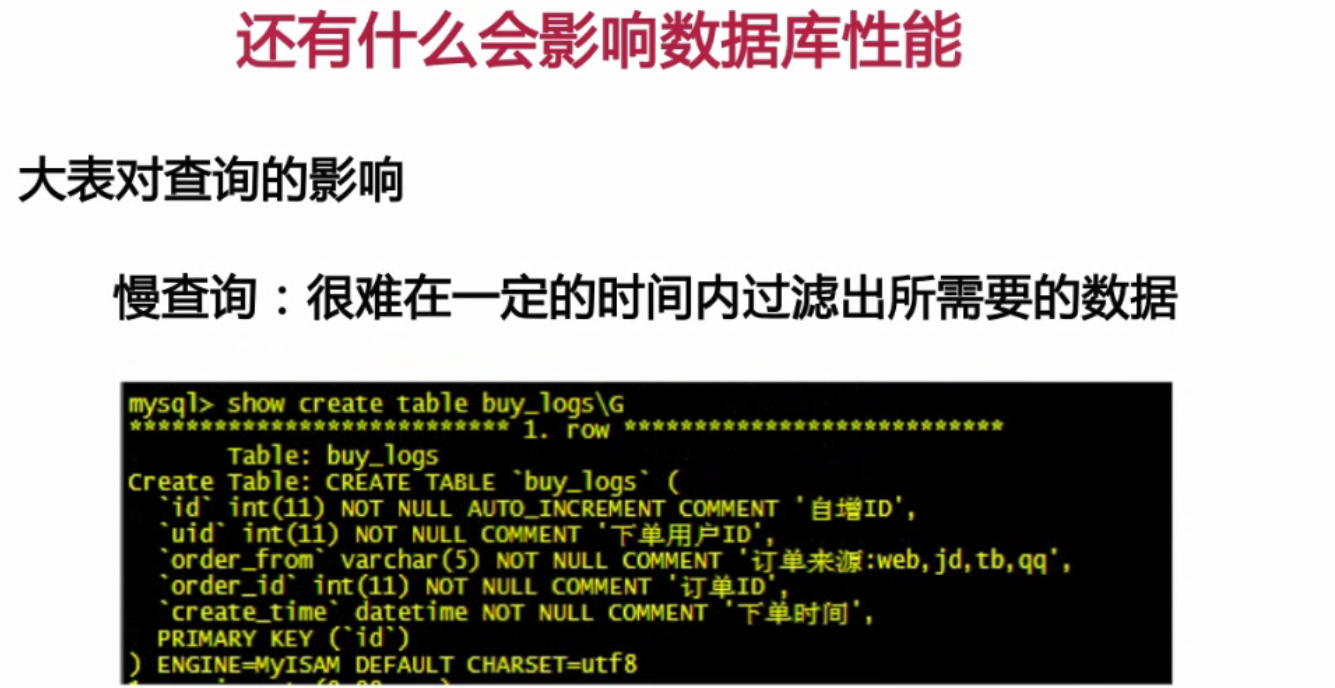 还有什么会影响数据库性能
大表对查询的影响
慢查询：很难在一定的时间内过滤出所需要的数据
mysql> show create table buy_logs\G
*************************** 1. row ***************************
Table: buy_logs
Create Table: CREATE TABLE `buy_logs` (
`id` int(11) NOT NULL AUTO_INCREMENT COMMENT '自增ID',
`uid` int(11) NOT NULL COMMENT '下单用户ID',
`order_from` varchar(5) NOT NULL COMMENT '订单来源:web,jd,tb,qq',
`order_id` int(11) NOT NULL COMMENT '订单ID',
`create_time` datetime NOT NULL COMMENT '下单时间',
PRIMARY KEY (`id`)
) ENGINE=MyISAM DEFAULT CHARSET=utf8